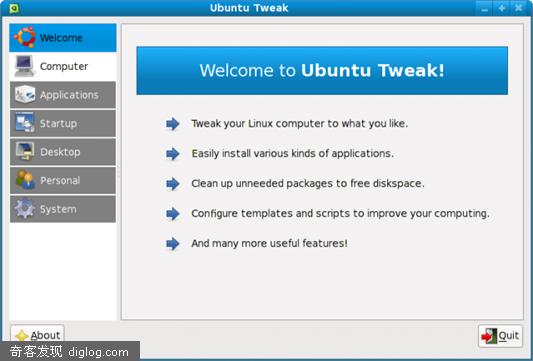 Ubuntu Tweak
Welcome
Computer
Applications
Startup
Desktop
Personal
System
Welcome to Ubuntu Tweak!
Tweak your Linux computer to what you like.
Easily install various kinds of applications.
Clean up unneeded packages to free diskspace.
Configure templates and scripts to improve your computing.
And many more useful features!
About
Quit
奇客发现 diglog.com